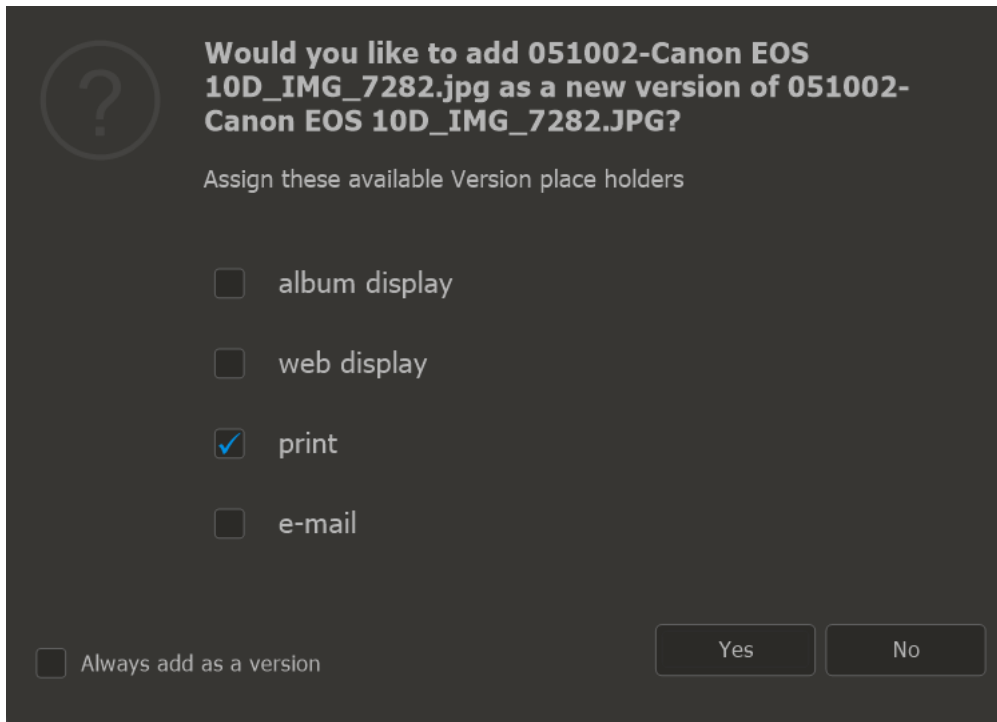 ?
Would you like to add 051002-Canon EOS
10D_IMG_7282.jpg as a new version of 051002-
Canon EOS 10D_IMG_7282.JPG?
Assign these available Version place holders
album display
web display
print
e-mail
Always add as a version
Yes
No